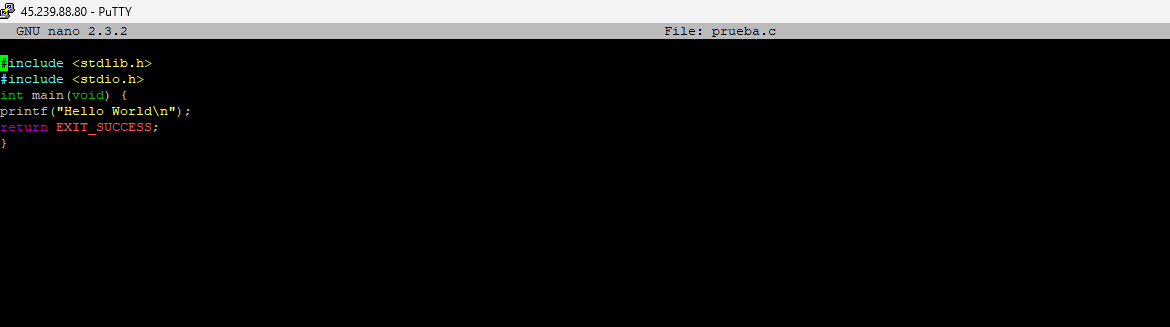 45.239.88.80 - PuTTY
GNU nano 2.3.2 File: prueba.c
#include <stdlib.h>
#include <stdio.h>
int main(void) {
printf("Hello World\n");
return EXIT_SUCCESS;
}